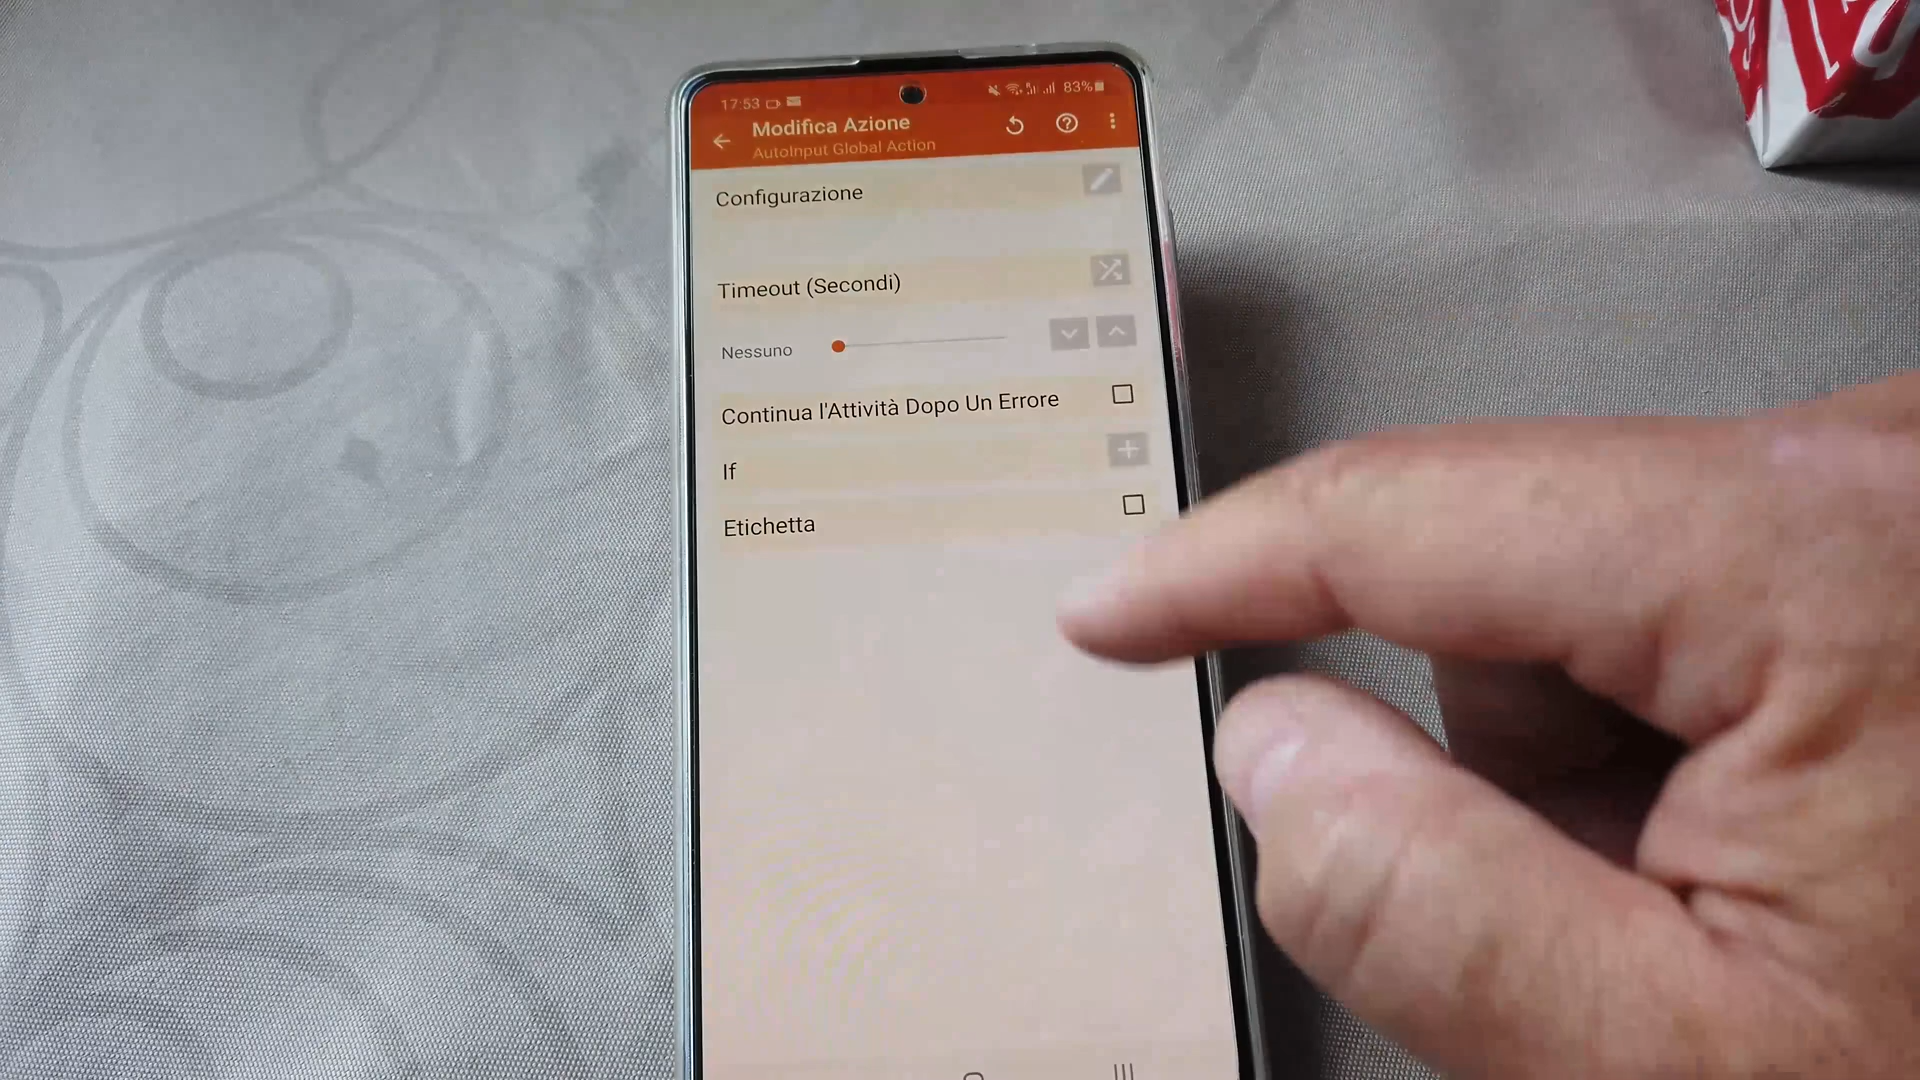 17:53
83%
Modifica Azione
AutoInput Global Action
Configurazione
Timeout (Secondi)
Nessuno
Continua l'Attività Dopo Un Errore
If
Etichetta